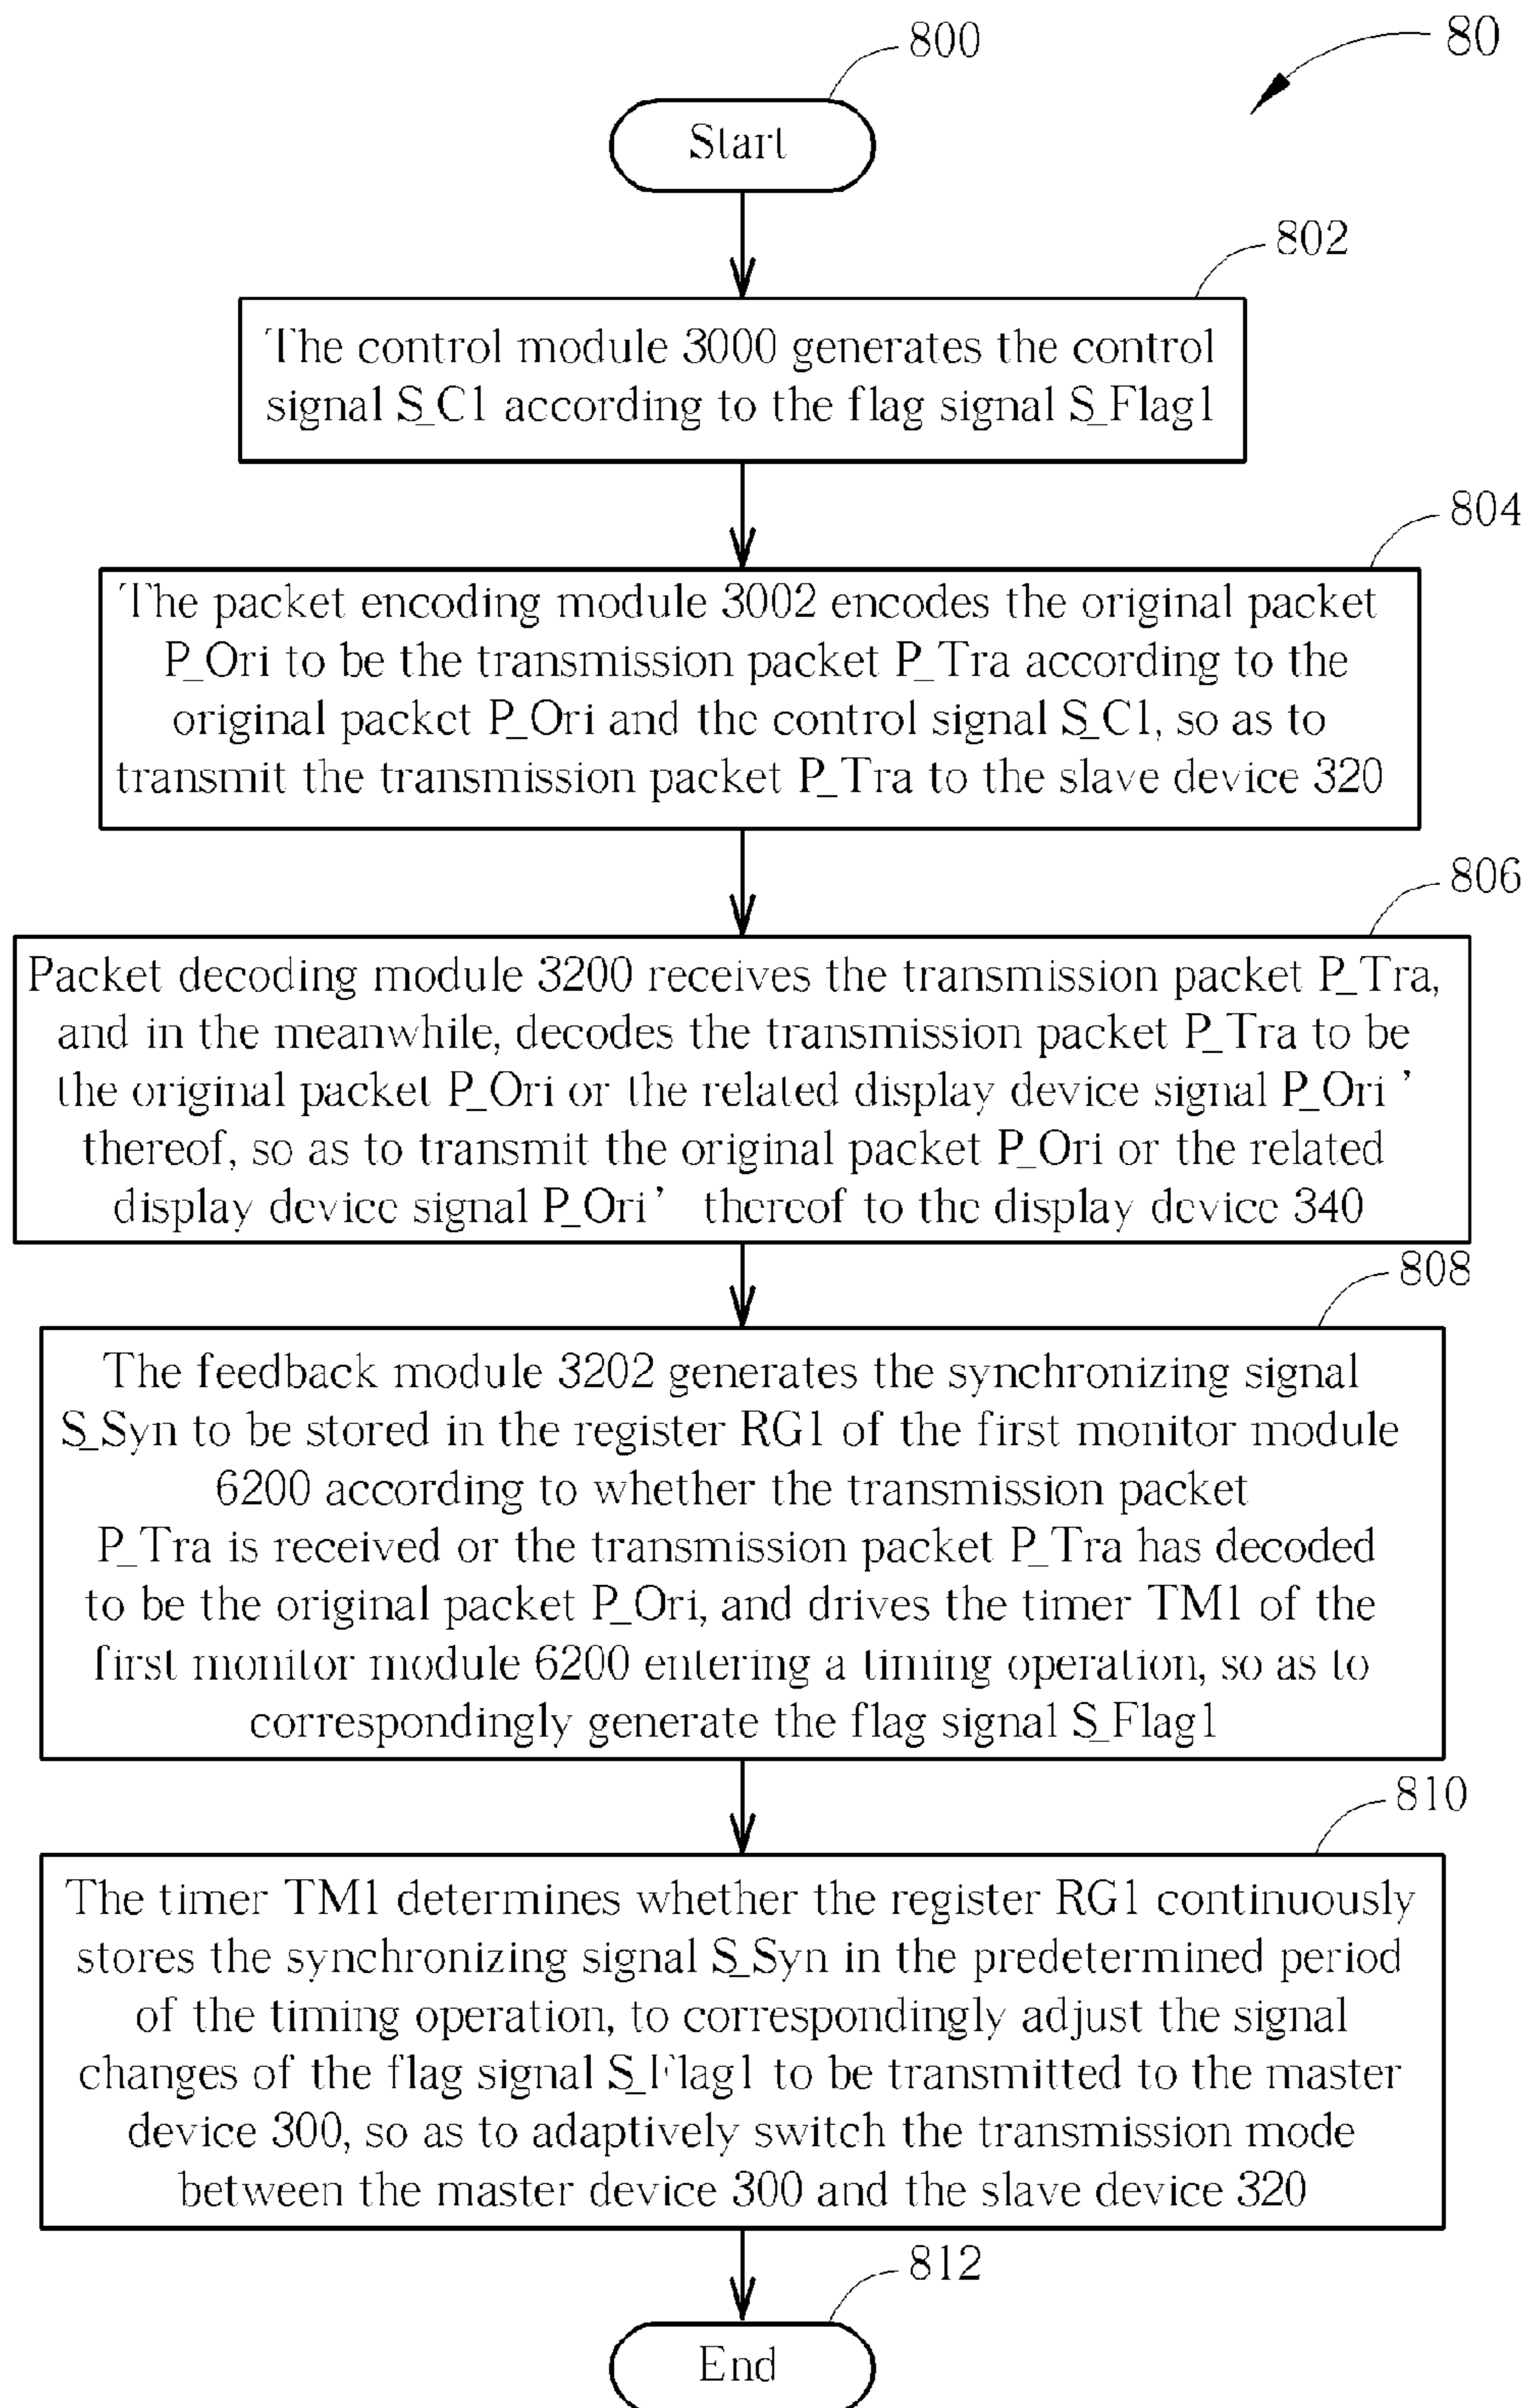 800
80
Start
802
The control module 3000 generates the control
signal S_C1 according to the flag signal S_Flag1
804
The packet encoding module 3002 encodes the original packet
P_Ori to be the transmission packet P_Tra according to the
original packet P_Ori and the control signal S_C1, so as to
transmit the transmission packet P_Tra to the slave device 320
806
Packet decoding module 3200 receives the transmission packet P_Tra,
and in the meanwhile, decodes the transmission packet P_Tra to be
the original packet P_Ori or the related display device signal P_Ori’
thereof, so as to transmit the original packet P_Ori or the related
display device signal P_Ori’ thereof to the display device 340
808
The feedback module 3202 generates the synchronizing signal
S_Syn to be stored in the register RG1 of the first monitor module
6200 according to whether the transmission packet
P_Tra is received or the transmission packet P_Tra has decoded
to be the original packet P_Ori, and drives the timer TM1 of the
first monitor module 6200 entering a timing operation, so as to
correspondingly generate the flag signal S_Flag1
810
The timer TM1 determines whether the register RG1 continuously
stores the synchronizing signal S_Syn in the predetermined period
of the timing operation, to correspondingly adjust the signal
changes of the flag signal S_Flag1 to be transmitted to the master
device 300, so as to adaptively switch the transmission mode
between the master device 300 and the slave device 320
812
End